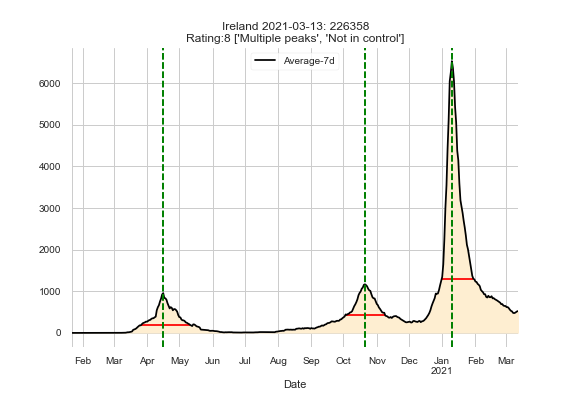 Ireland 2021-03-13: 226358
Rating:8 ['Multiple peaks', 'Not in control']
Average-7d
6000
5000
4000
3000
2000
1000
0
Feb Mar Apr May Jun Jul Aug Sep Oct Nov Dec Jan Feb Mar
2021
Date